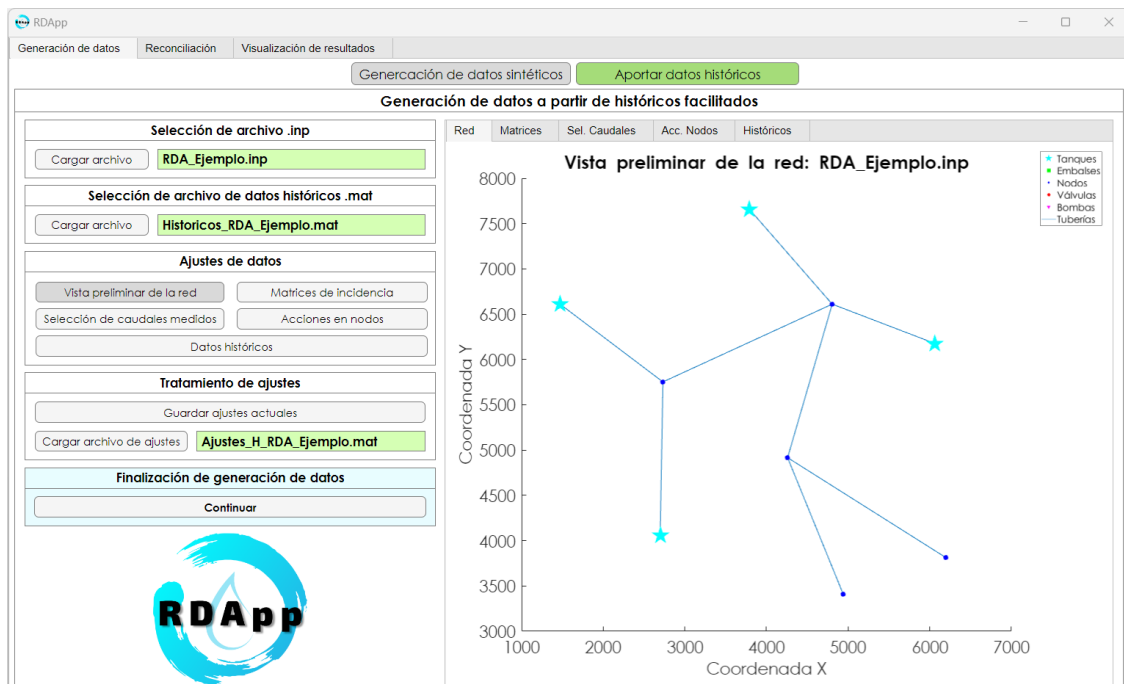 RDApp
Generación de datos
Reconciliación
Visualización de resultados
Genercación de datos sintéticos
Aportar datos históricos
Generación de datos a partir de históricos facilitados
Selección de archivo .inp
Cargar archivo
RDA_Ejemplo.inp
Selección de archivo de datos históricos .mat
Cargar archivo
Historicos_RDA_Ejemplo.mat
Ajustes de datos
Vista preliminar de la red
Matrices de incidencia
Selección de caudales medidos
Acciones en nodos
Datos históricos
Tratamiento de ajustes
Guardar ajustes actuales
Cargar archivo de ajustes
Ajustes_H_RDA_Ejemplo.mat
Finalización de generación de datos
Continuar
RDApp
Red
Matrices
Sel. Caudales
Acc. Nodos
Históricos
Vista preliminar de la red: RDA_Ejemplo.inp
Tanques
Embalses
Nodos
Válvulas
Bombas
Tuberías
8000
7500
7000
6500
6000
5500
5000
4500
4000
3500
3000
Coordenada Y
1000
2000
3000
4000
5000
6000
7000
Coordenada X